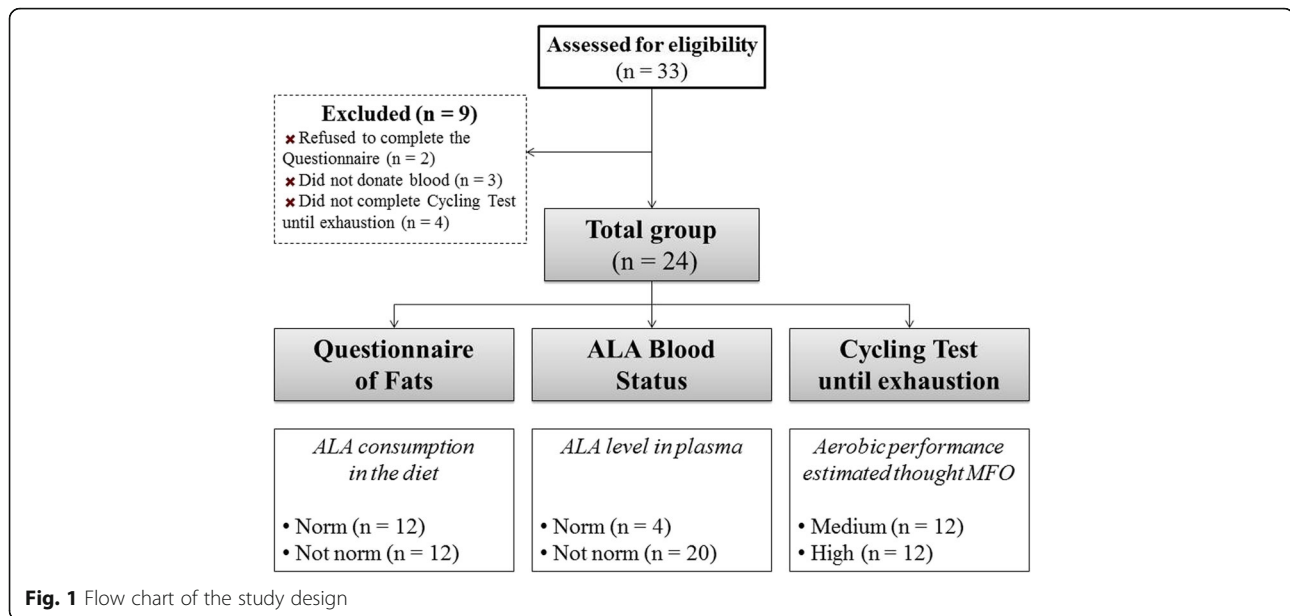 Assessed for eligibility
(n = 33)
Excluded (n = 9)
✖ Refused to complete the
Questionnaire (n = 2)
✖ Did not donate blood (n = 3)
✖ Did not complete Cycling Test
until exhaustion (n = 4)
Total group
(n = 24)
Questionnaire
of Fats
ALA Blood
Status
Cycling Test
until exhaustion
ALA consumption
in the diet
• Norm (n = 12)
• Not norm (n = 12)
ALA level in plasma
• Norm (n = 4)
• Not norm (n = 20)
Aerobic performance
estimated thought MFO
• Medium (n = 12)
• High (n = 12)
Fig. 1 Flow chart of the study design